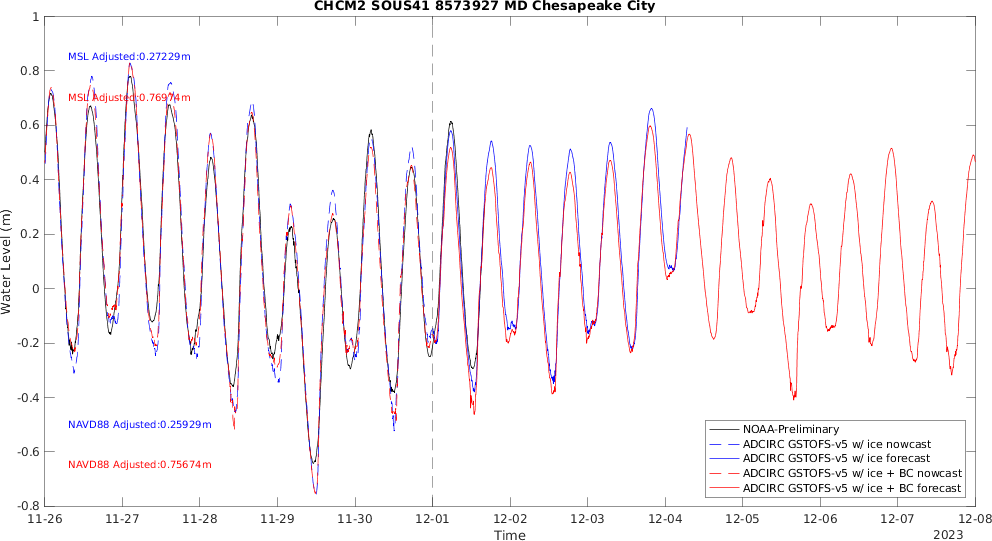 CHCM2 SOUS41 8573927 MD Chesapeake City
1
0.8
0.6
0.4
0.2
0
-0.2
-0.4
-0.6
-0.8
Water Level (m)
MSL Adjusted:0.27229m
MSL Adjusted:0.76974m
NAVD88 Adjusted:0.25929m
NAVD88 Adjusted:0.75674m
NOAA-Preliminary
ADCIRC GSTOFS-v5 w/ ice nowcast
ADCIRC GSTOFS-v5 w/ ice forecast
ADCIRC GSTOFS-v5 w/ ice + BC nowcast
ADCIRC GSTOFS-v5 w/ ice + BC forecast
11-26 11-27 11-28 11-29 11-30 12-01 12-02 12-03 12-04 12-05 12-06 12-07 12-08
Time
2023